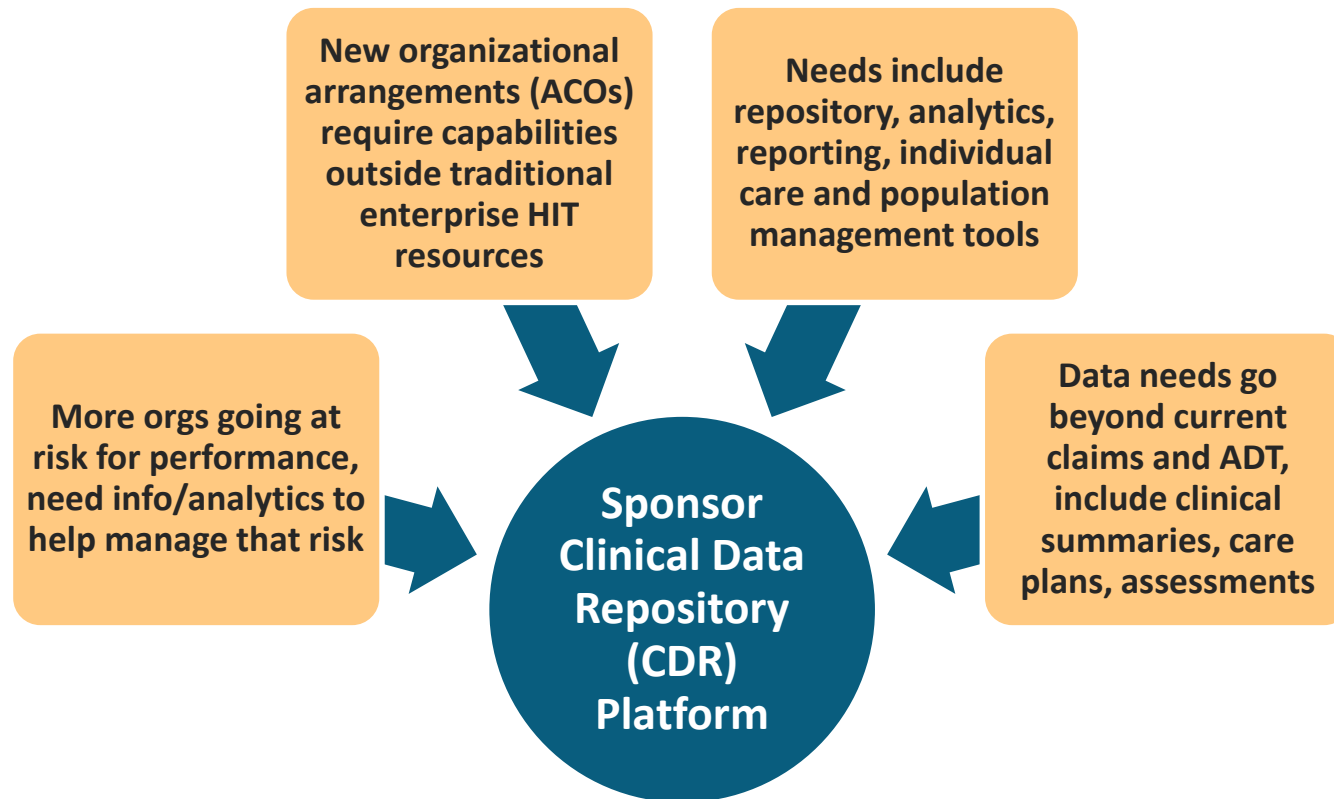 New organizational
arrangements (ACOs)
require capabilities
outside traditional
enterprise HIT
resources
Needs include
repository, analytics,
reporting, individual
care and population
management tools
More orgs going at
risk for performance,
need info/analytics to
help manage that risk
Data needs go
beyond current
claims and ADT,
include clinical
summaries, care
plans, assessments
Sponsor
Clinical Data
Repository
(CDR)
Platform